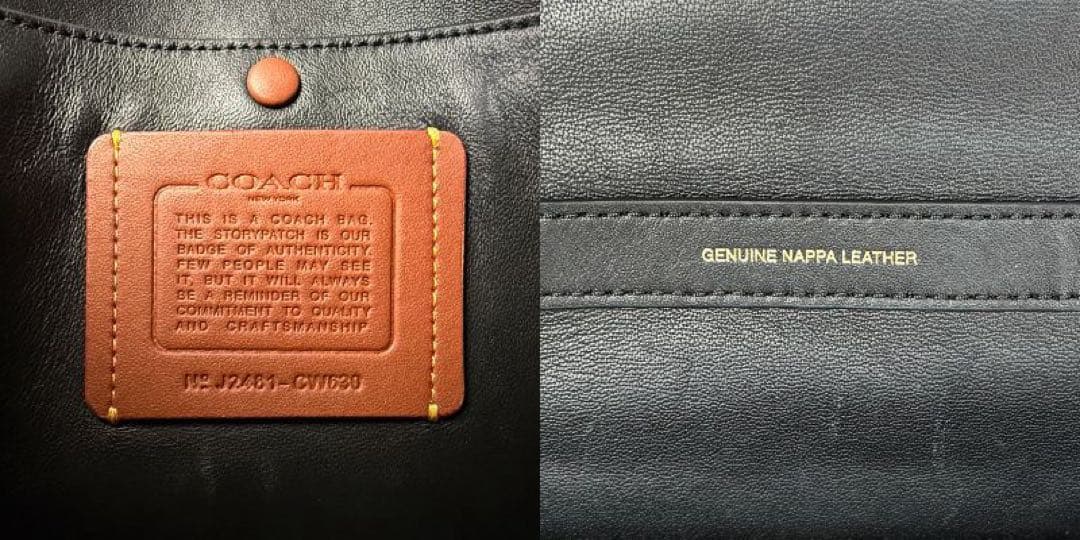 COACH
NEW YORK
THIS IS A COACH BAG.
THE STORYPATCH IS OUR
BADGE OF AUTHENTICITY.
FEW PEOPLE MAY SEE
IT, BUT IT WILL ALWAYS
BE A REMINDER OF OUR
COMMITMENT TO QUALITY
AND CRAFTSMANSHIP.
Nº J2481-CW630
GENUINE NAPPA LEATHER